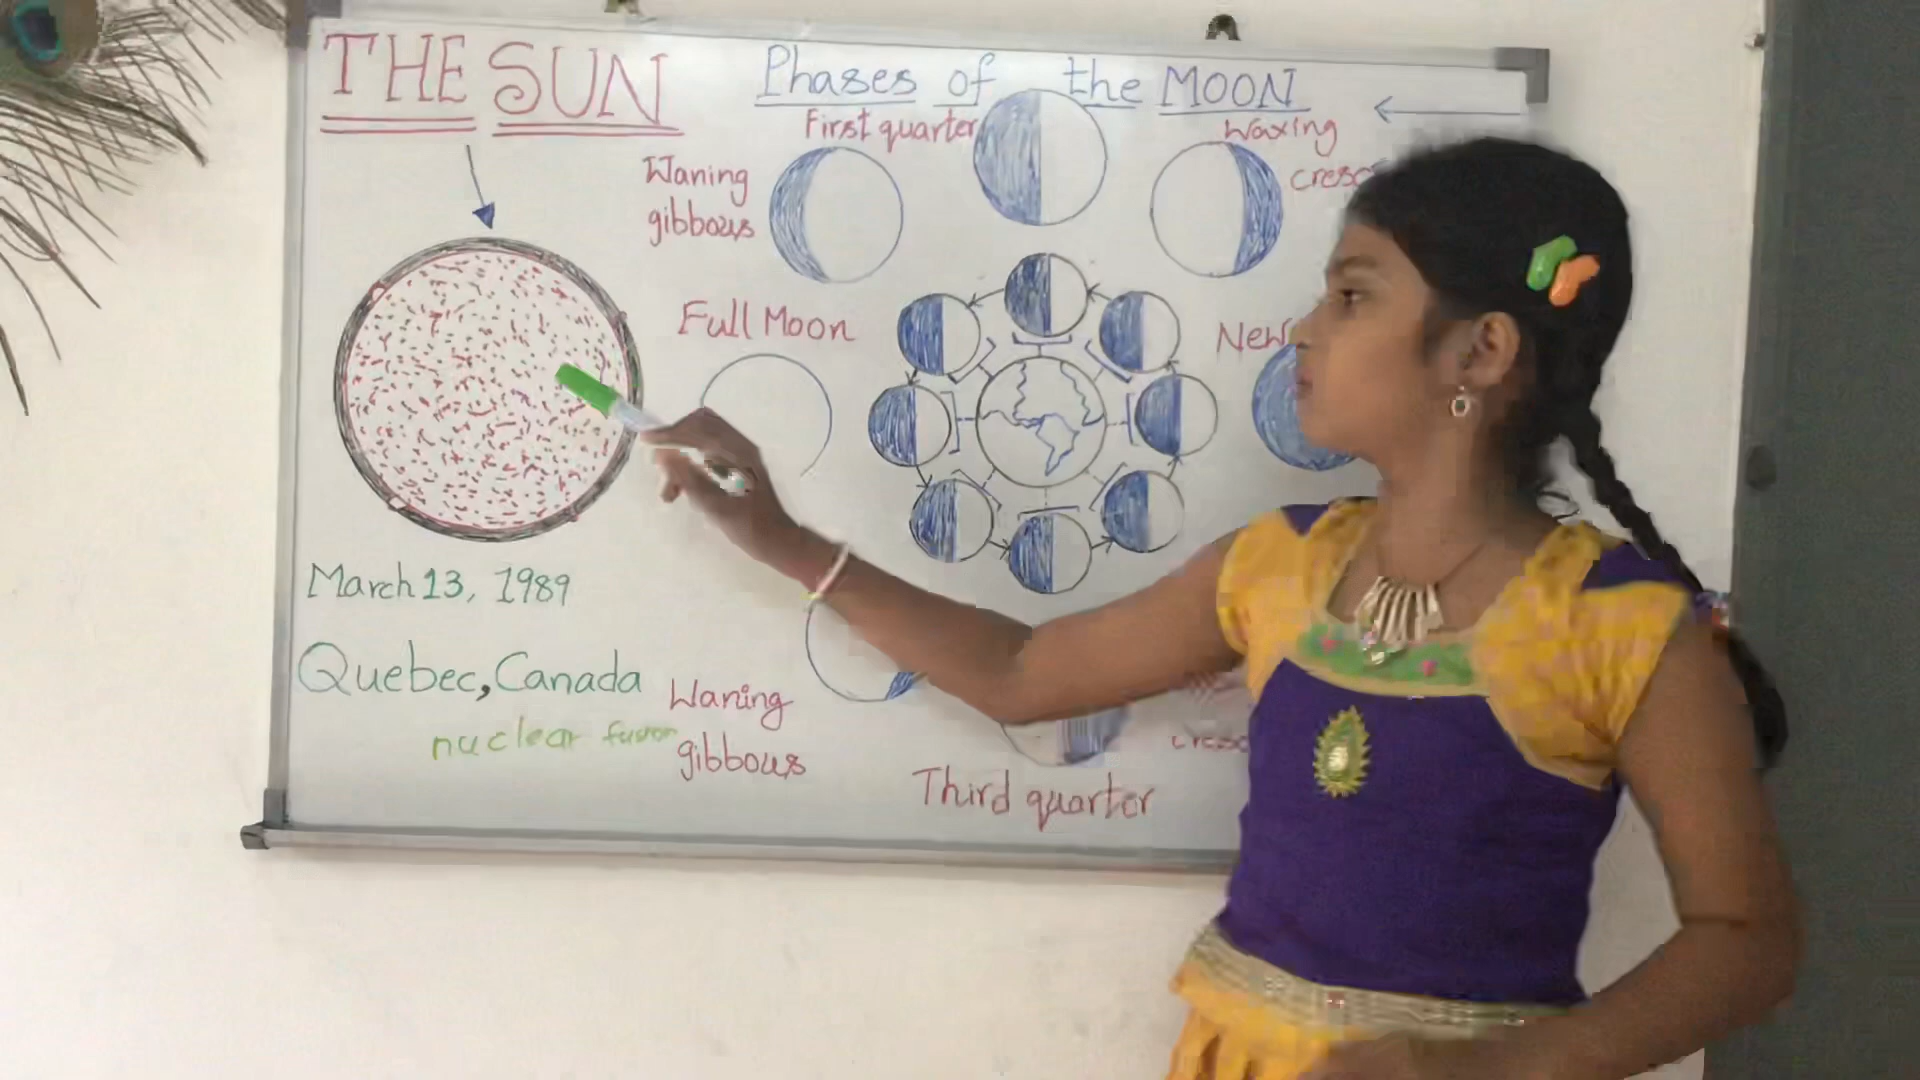 THE SUN
Phases of the MOON
First quarter
Waxing
Waning
gibbous
Full Moon
New
March 13, 1989
Quebec, Canada
nuclear fusion
Waning
gibbous
Third quarter